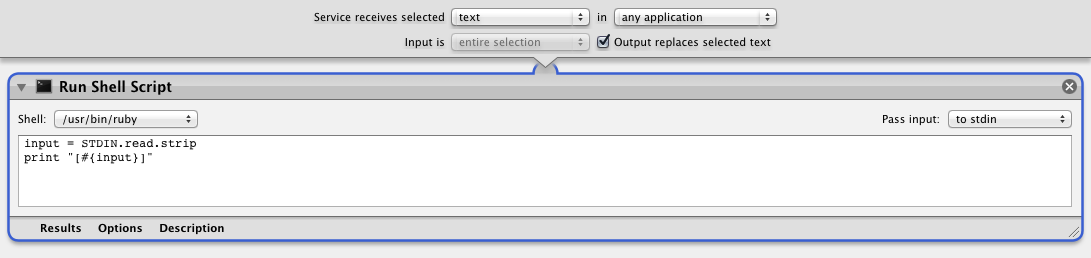 Service receives selected text in any application
Input is entire selection Output replaces selected text
Run Shell Script
Shell: /usr/bin/ruby Pass input: to stdin
input = STDIN.read.strip
print "[#{input}]"
Results Options Description